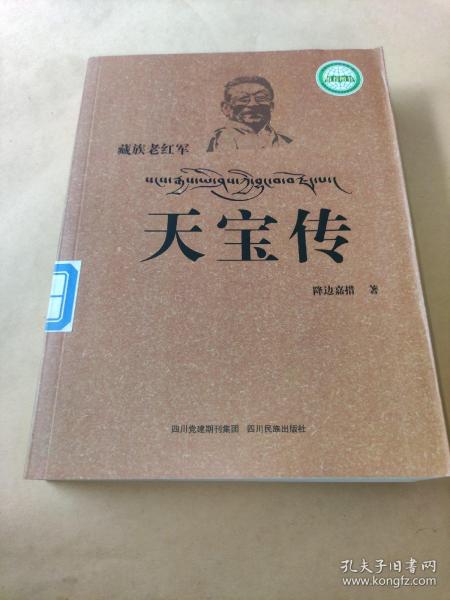 藏族老红军
天宝传
降边嘉措 著
四川党建期刊集团 四川民族出版社
孔夫子旧书网
www.kongfz.com